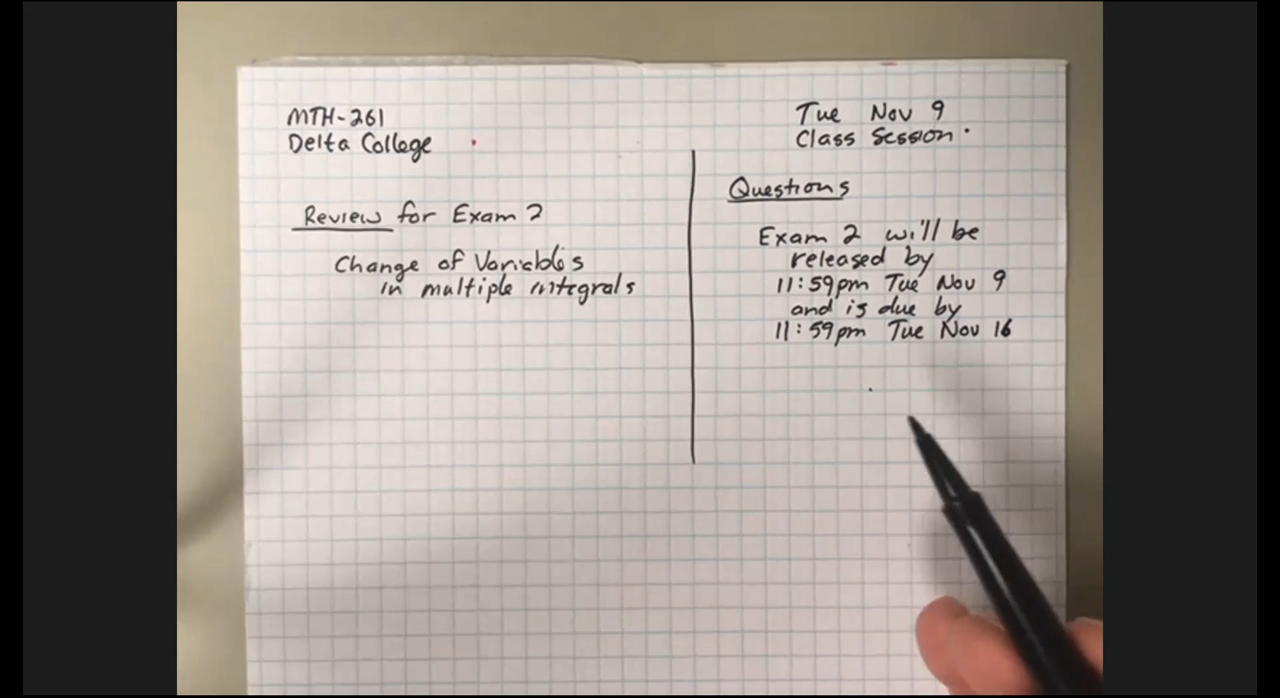 MTH-261
Delta College
Tue Nov 9
Class Session
Review for Exam 2
Change of Variables
in multiple integrals
Questions
Exam 2 will be
released by
11:59pm Tue Nov 9
and is due by
11:59pm Tue Nov 16